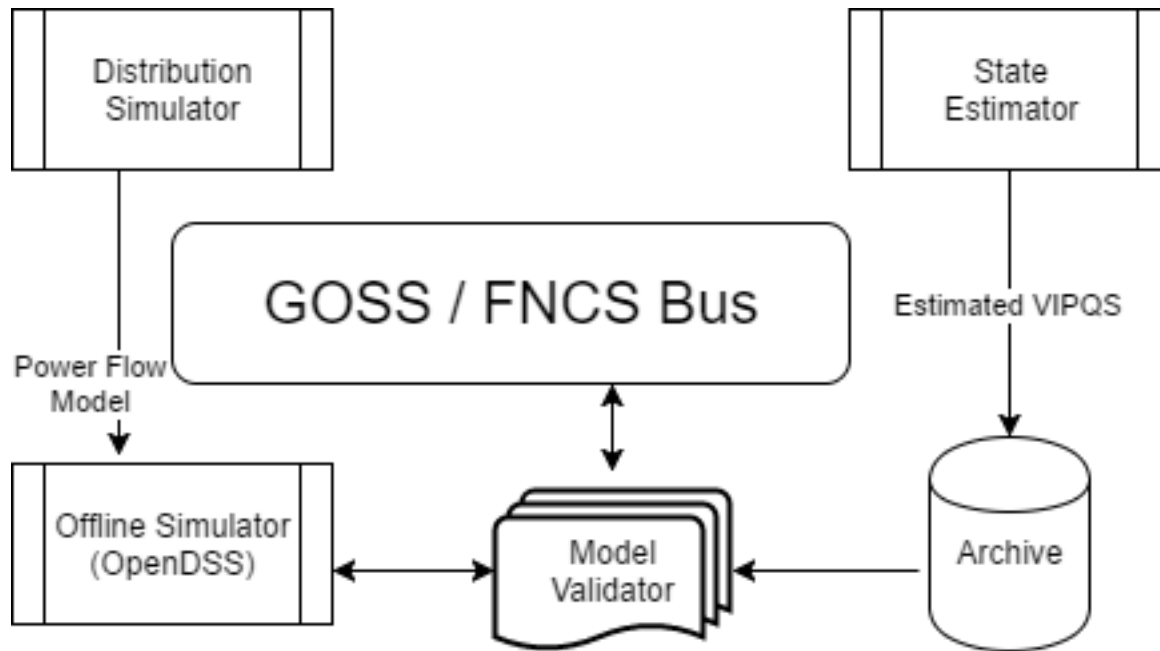 Distribution
Simulator
State
Estimator
GOSS / FNCS Bus
Estimated VIPQS
Power Flow
Model
Offline Simulator
(OpenDSS)
Model
Validator
Archive